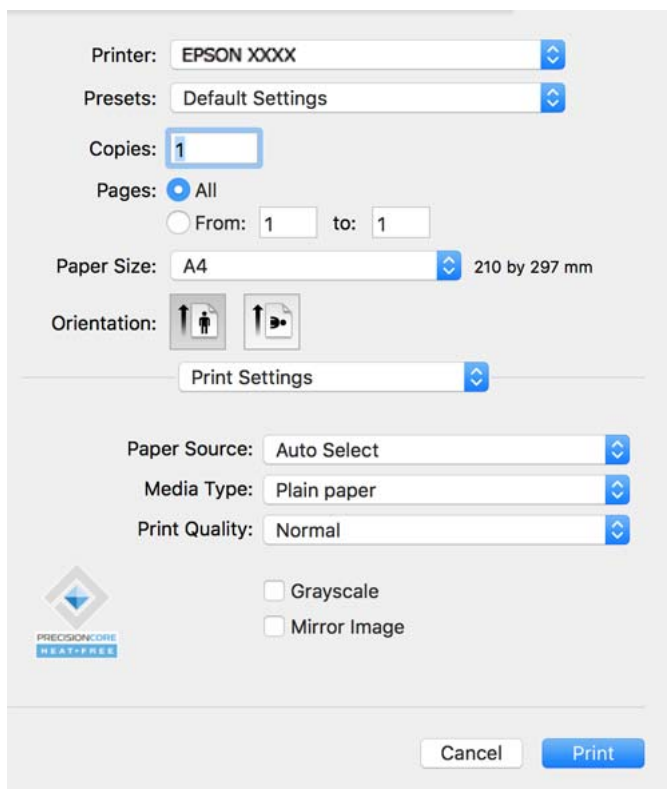 Printer: EPSON XXXX
Presets: Default Settings
Copies: 1
Pages: All
From: 1 to: 1
Paper Size: A4 210 by 297 mm
Orientation:
Print Settings
Paper Source: Auto Select
Media Type: Plain paper
Print Quality: Normal
Grayscale
Mirror Image
PRECISIONCORE
HEAT-FREE
Cancel Print